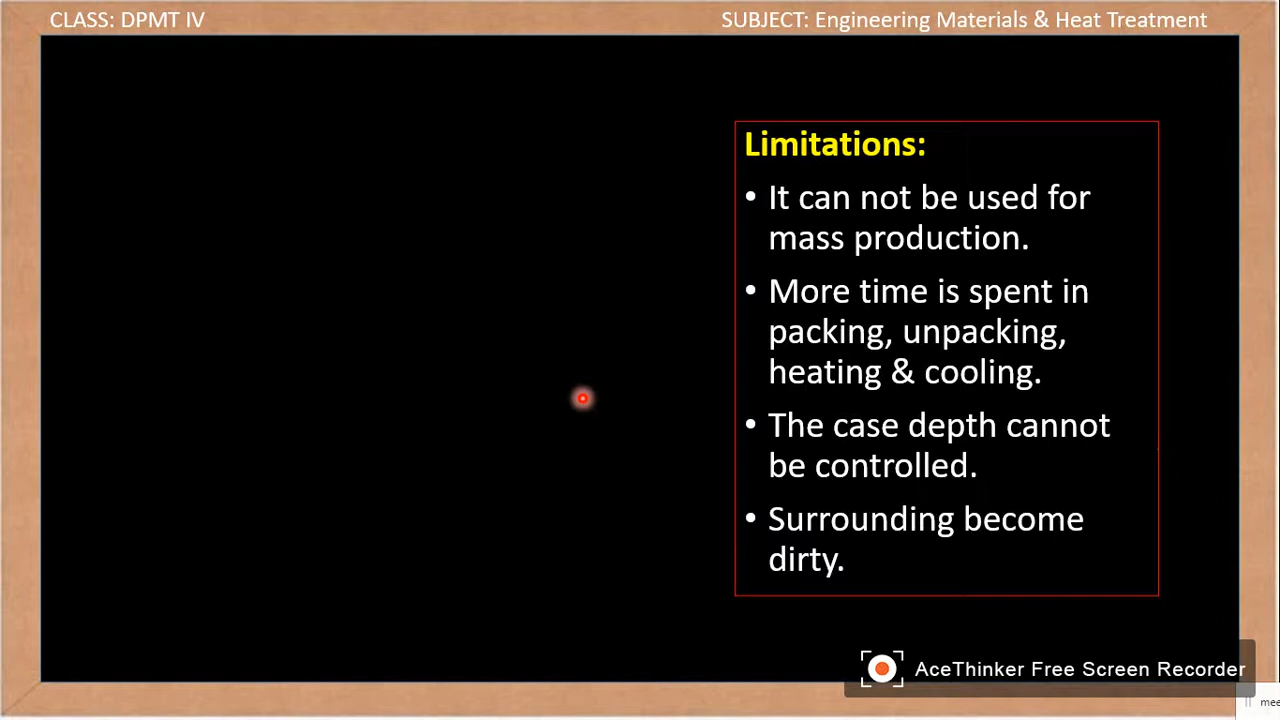 CLASS: DPMT IV
SUBJECT: Engineering Materials & Heat Treatment
Limitations:
• It can not be used for
mass production.
• More time is spent in
packing, unpacking,
heating & cooling.
• The case depth cannot
be controlled.
• Surrounding become
dirty.
AceThinker Free Screen Recorder